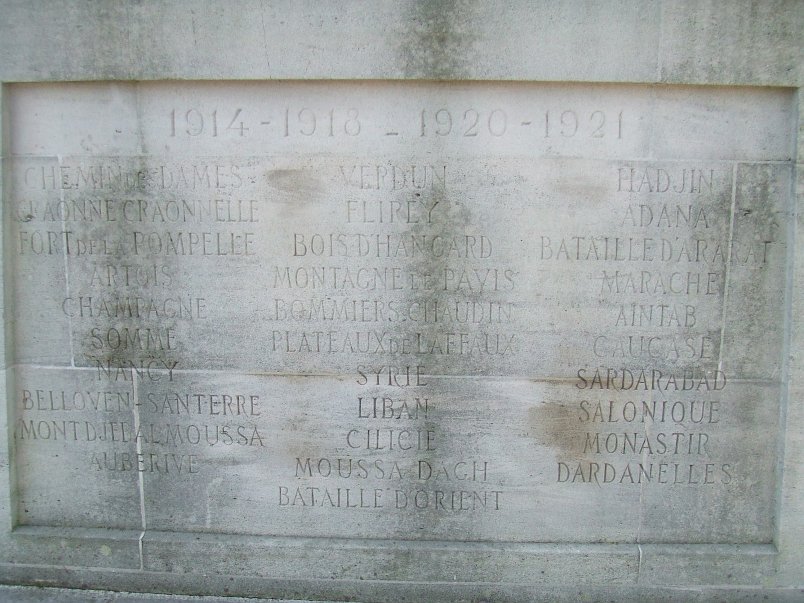 1914 - 1918 - 1920 - 1921
CHEMIN DES DAMES
CRAONNE CRAONNELLE
FORT DE LA POMPELLE
ARTOIS
CHAMPAGNE
SOMME
NANCY
BELLOY EN - SANTERRE
MONT DJEBAL MOUSSA
AUBERIVE
VERDUN
FLIREY
BOIS D'HANGARD
MONTAGNE DE PAVIS
BOMMIERS. CHAUDIN
PLATEAUX DE LAFFAUX
SYRIE
LIBAN
CILICIE
MOUSSA DAGH
BATAILLE D'ORIENT
HADJIN
ADANA
BATAILLE D'ARARAT
MARACHE
AINTAB
CAUCASE
SARDARABAD
SALONIQUE
MONASTIR
DARDANELLES